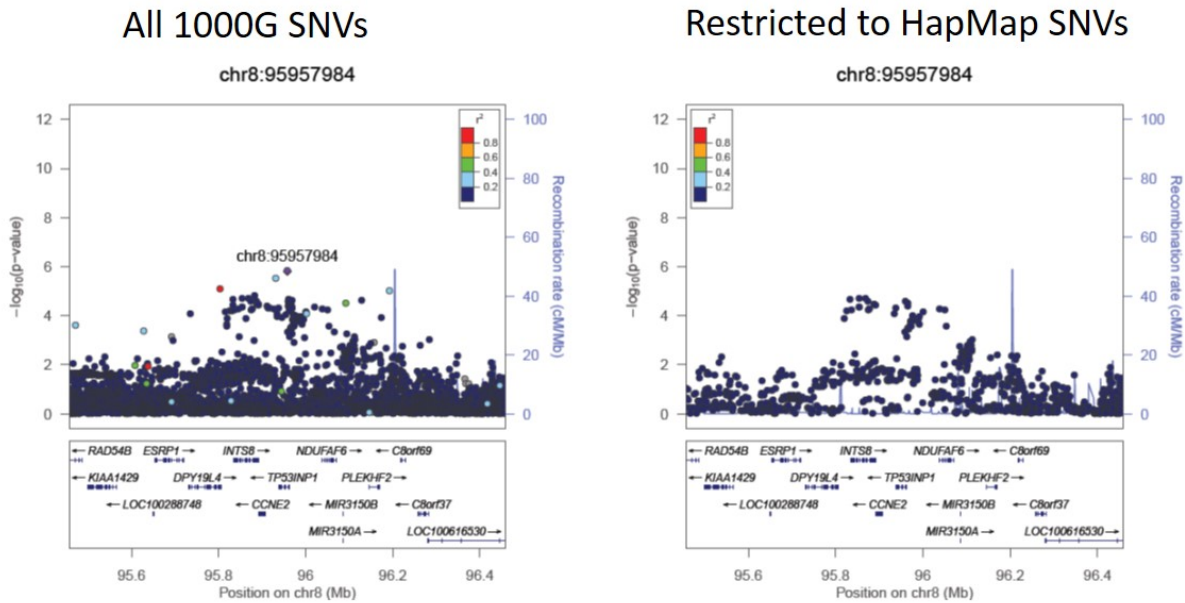 All 1000G SNVs
Restricted to HapMap SNVs
chr8:95957984
chr8:95957984
12
10
8
6
4
2
0
−log10(p−value)
100
80
60
40
20
0
Recombination rate (cM/Mb)
r2
0.8
0.6
0.4
0.2
chr8:95957984
← RAD54B ESRP1 → INTS8 → NDUFAF6 → ← C8orf69
← KIAA1429 DPY19L4 → ← TP53INP1 PLEKHF2 →
← LOC100288748 ← CCNE2 ← MIR3150B ← C8orf37
MIR3150A → LOC100616530 →
95.6 95.8 96 96.2 96.4
Position on chr8 (Mb)
12
10
8
6
4
2
0
−log10(p−value)
100
80
60
40
20
0
Recombination rate (cM/Mb)
r2
0.8
0.6
0.4
0.2
← RAD54B ESRP1 → INTS8 → NDUFAF6 → ← C8orf69
← KIAA1429 DPY19L4 → ← TP53INP1 PLEKHF2 →
← LOC100288748 ← CCNE2 ← MIR3150B ← C8orf37
MIR3150A → LOC100616530 →
95.6 95.8 96 96.2 96.4
Position on chr8 (Mb)